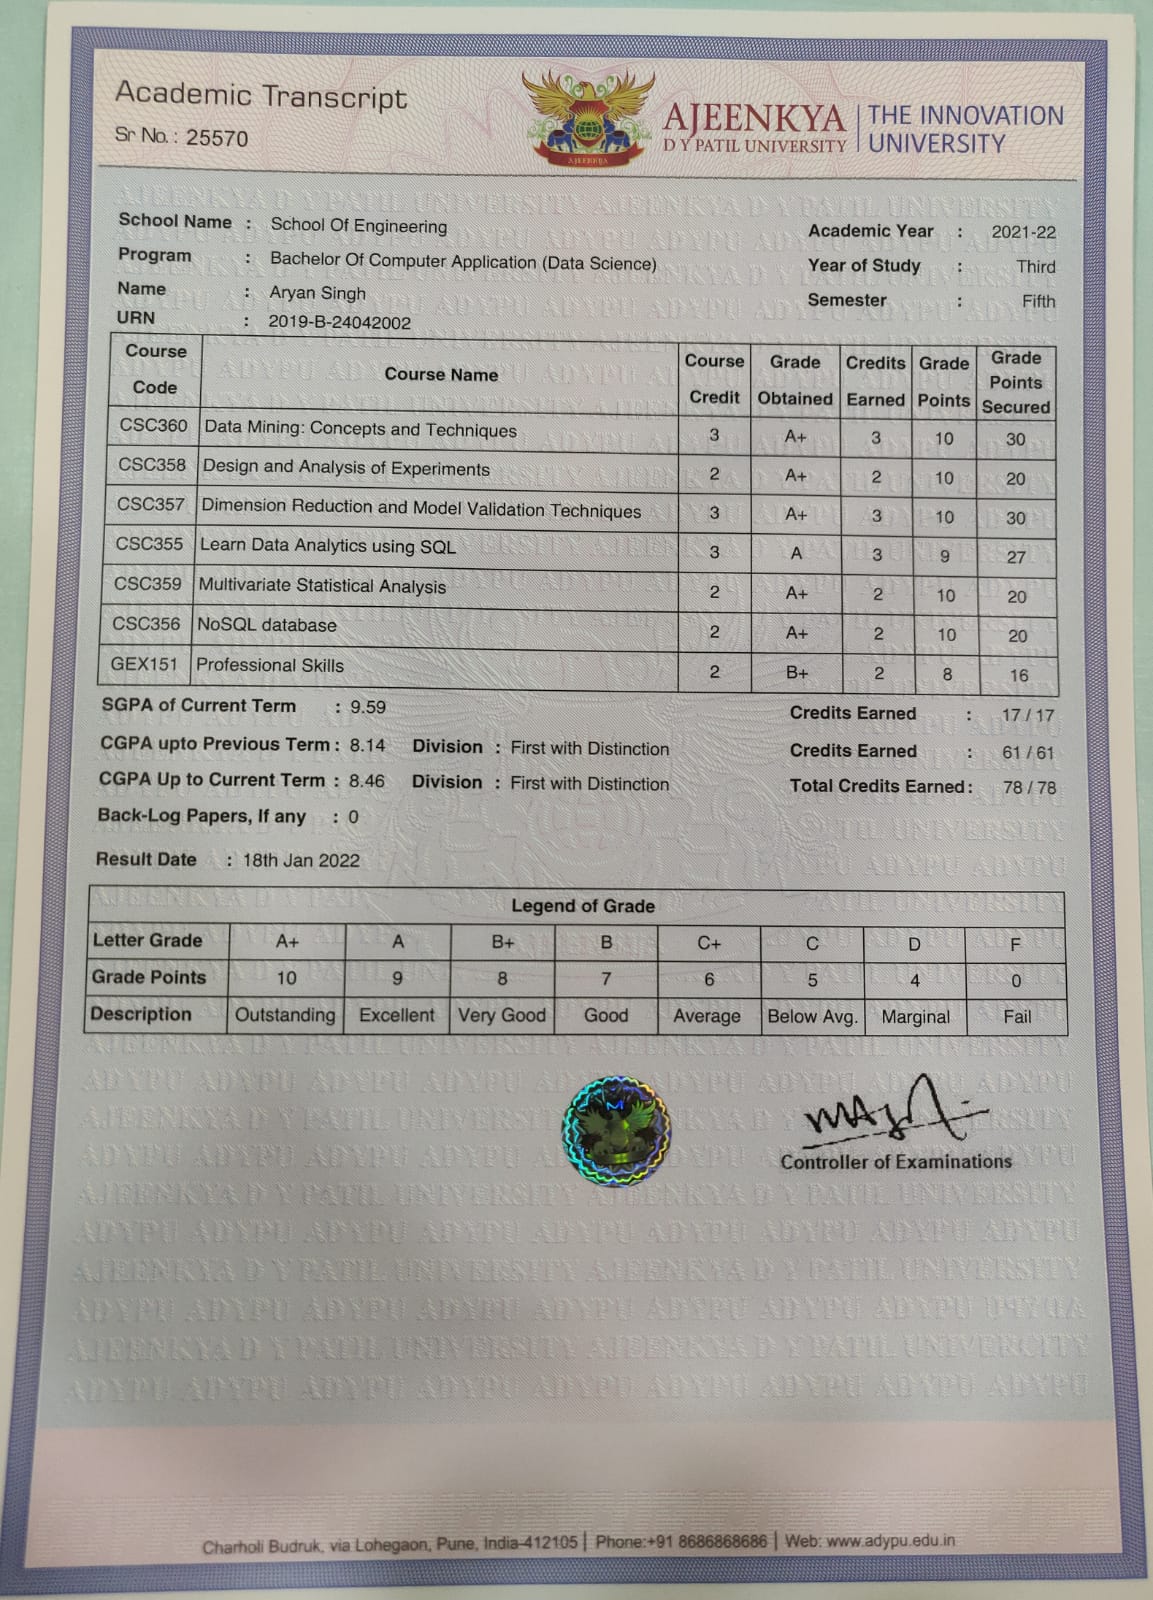 Academic Transcript
Sr No. : 25570
AJEENKYA
AJEENKYA
D Y PATIL UNIVERSITY
THE INNOVATION
UNIVERSITY
School Name : School Of Engineering
Program : Bachelor Of Computer Application (Data Science)
Name : Aryan Singh
URN : 2019-B-24042002
Academic Year : 2021-22
Year of Study : Third
Semester : Fifth
Course Code Course Name Course Credit Grade Obtained Credits Earned Grade Points Grade Points Secured
CSC360 Data Mining: Concepts and Techniques 3 A+ 3 10 30
CSC358 Design and Analysis of Experiments 2 A+ 2 10 20
CSC357 Dimension Reduction and Model Validation Techniques 3 A+ 3 10 30
CSC355 Learn Data Analytics using SQL 3 A 3 9 27
CSC359 Multivariate Statistical Analysis 2 A+ 2 10 20
CSC356 NoSQL database 2 A+ 2 10 20
GEX151 Professional Skills 2 B+ 2 8 16
SGPA of Current Term : 9.59 Credits Earned : 17 / 17
CGPA upto Previous Term : 8.14 Division : First with Distinction Credits Earned : 61 / 61
CGPA Up to Current Term : 8.46 Division : First with Distinction Total Credits Earned : 78 / 78
Back-Log Papers, If any : 0
Result Date : 18th Jan 2022
Legend of Grade
Letter Grade A+ A B+ B C+ C D F
Grade Points 10 9 8 7 6 5 4 0
Description Outstanding Excellent Very Good Good Average Below Avg. Marginal Fail
Controller of Examinations
Charholi Budruk, via Lohegaon, Pune, India-412105 | Phone:+91 8686868686 | Web: www.adypu.edu.in